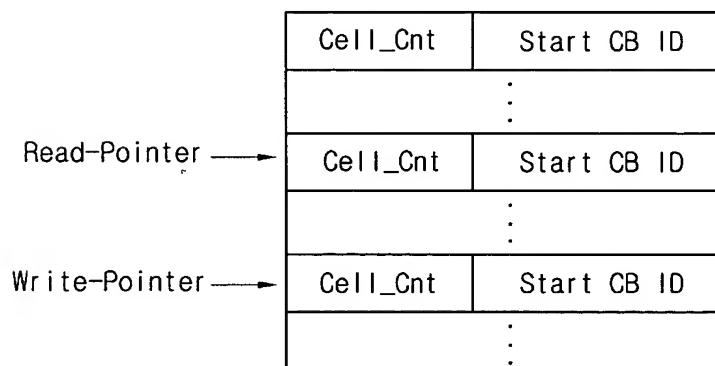 Cell_Cnt Start CB ID
Read-Pointer Cell_Cnt Start CB ID
Write-Pointer Cell_Cnt Start CB ID